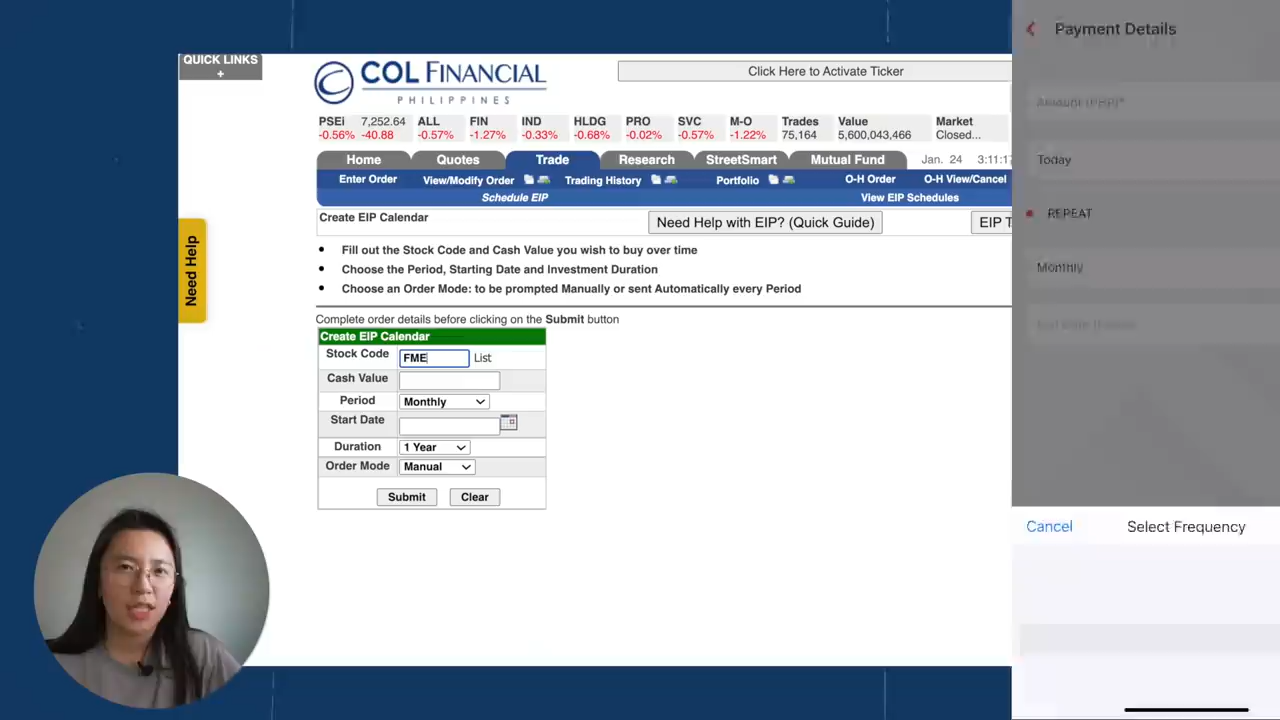 QUICK LINKS
+
COL FINANCIAL
PHILIPPINES
Click Here to Activate Ticker
PSEi 7,252.64 ALL FIN IND HLDG PRO SVC M-O Trades Value Market
-0.56% -40.88 -0.57% -1.27% -0.33% -0.68% -0.02% -0.57% -1.22% 75,164 5,600,043,466 Closed...
Home Quotes Trade Research StreetSmart Mutual Fund Jan. 24 3:11:17
Enter Order View/Modify Order Trading History Portfolio O-H Order O-H View/Cancel
Schedule EIP View EIP Schedules
Create EIP Calendar Need Help with EIP? (Quick Guide) EIP T
Need Help
• Fill out the Stock Code and Cash Value you wish to buy over time
• Choose the Period, Starting Date and Investment Duration
• Choose an Order Mode: to be prompted Manually or sent Automatically every Period
Complete order details before clicking on the Submit button
Create EIP Calendar
Stock Code FME List
Cash Value
Period Monthly
Start Date
Duration 1 Year
Order Mode Manual
Submit Clear
Payment Details
Amount (PHP)*
Today
REPEAT
Monthly
Cancel Select Frequency